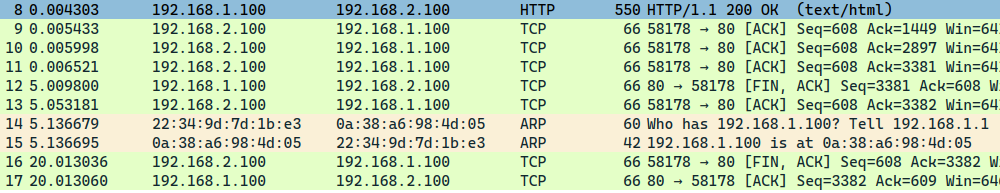 8 0.004303 192.168.1.100 192.168.2.100 HTTP 550 HTTP/1.1 200 OK (text/html)
9 0.005433 192.168.2.100 192.168.1.100 TCP 66 58178 → 80 [ACK] Seq=608 Ack=1449 Win=64
10 0.005998 192.168.2.100 192.168.1.100 TCP 66 58178 → 80 [ACK] Seq=608 Ack=2897 Win=64
11 0.006521 192.168.2.100 192.168.1.100 TCP 66 58178 → 80 [ACK] Seq=608 Ack=3381 Win=64
12 5.009800 192.168.1.100 192.168.2.100 TCP 66 80 → 58178 [FIN, ACK] Seq=3381 Ack=608 W
13 5.053181 192.168.2.100 192.168.1.100 TCP 66 58178 → 80 [ACK] Seq=608 Ack=3382 Win=64
14 5.136679 22:34:9d:7d:1b:e3 0a:38:a6:98:4d:05 ARP 60 Who has 192.168.1.100? Tell 192.168.1.1
15 5.136695 0a:38:a6:98:4d:05 22:34:9d:7d:1b:e3 ARP 42 192.168.1.100 is at 0a:38:a6:98:4d:05
16 20.013036 192.168.2.100 192.168.1.100 TCP 66 58178 → 80 [FIN, ACK] Seq=608 Ack=3382 W
17 20.013060 192.168.1.100 192.168.2.100 TCP 66 80 → 58178 [ACK] Seq=3382 Ack=609 Win=64